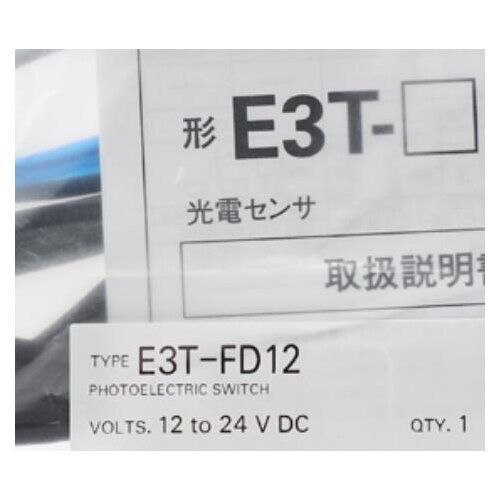 形 E3T-□
光電センサ
取扱説明書
TYPE E3T-FD12
PHOTOELECTRIC SWITCH
VOLTS. 12 to 24 V DC QTY. 1